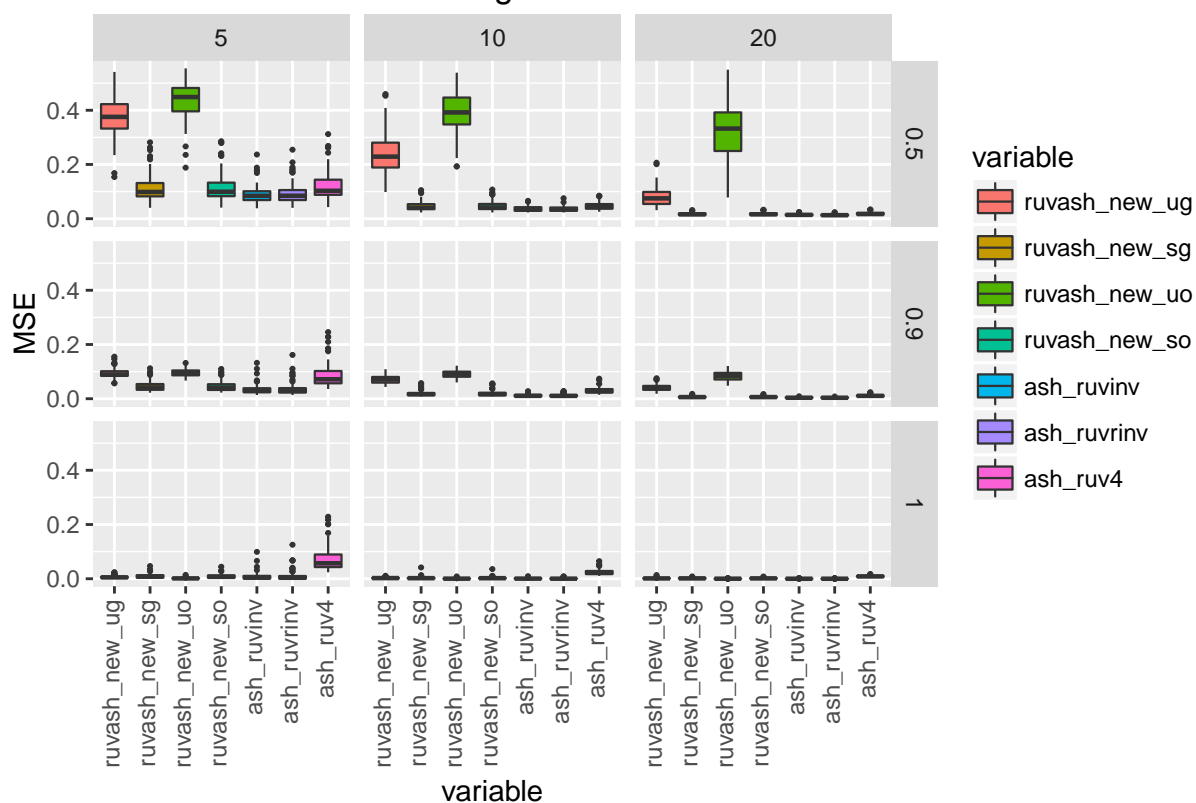 5 10 20
0.4
0.2
0.0
0.5
0.4
0.2
0.0
0.9
0.4
0.2
0.0
1
MSE
ruvash_new_ug
ruvash_new_sg
ruvash_new_uo
ruvash_new_so
ash_ruvinv
ash_ruvrinv
ash_ruv4
ruvash_new_ug
ruvash_new_sg
ruvash_new_uo
ruvash_new_so
ash_ruvinv
ash_ruvrinv
ash_ruv4
ruvash_new_ug
ruvash_new_sg
ruvash_new_uo
ruvash_new_so
ash_ruvinv
ash_ruvrinv
ash_ruv4
variable
variable
ruvash_new_ug
ruvash_new_sg
ruvash_new_uo
ruvash_new_so
ash_ruvinv
ash_ruvrinv
ash_ruv4